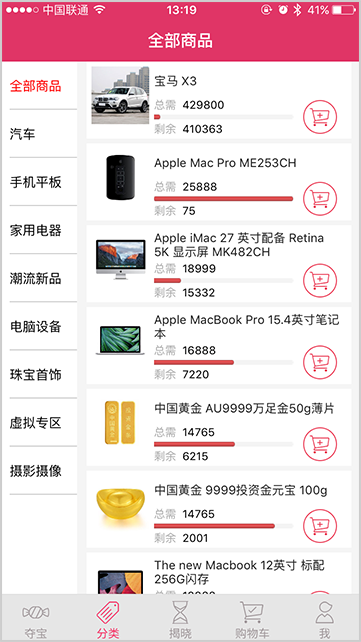 中国联通
13:19
41%
全部商品
全部商品
汽车
手机平板
家用电器
潮流新品
电脑设备
珠宝首饰
虚拟专区
摄影摄像
宝马 X3
总需 429800
剩余 410363
Apple Mac Pro ME253CH
总需 25888
剩余 75
Apple iMac 27 英寸配备 Retina
5K 显示屏 MK482CH
总需 18999
剩余 15332
Apple MacBook Pro 15.4英寸笔记
本
总需 16888
剩余 7220
中国黄金 AU9999万足金50g薄片
总需 14765
剩余 6215
中国黄金 9999投资金元宝 100g
总需 14765
剩余 2001
The new Macbook 12英寸 标配
256G闪存
夺宝
分类
揭晓
购物车
我